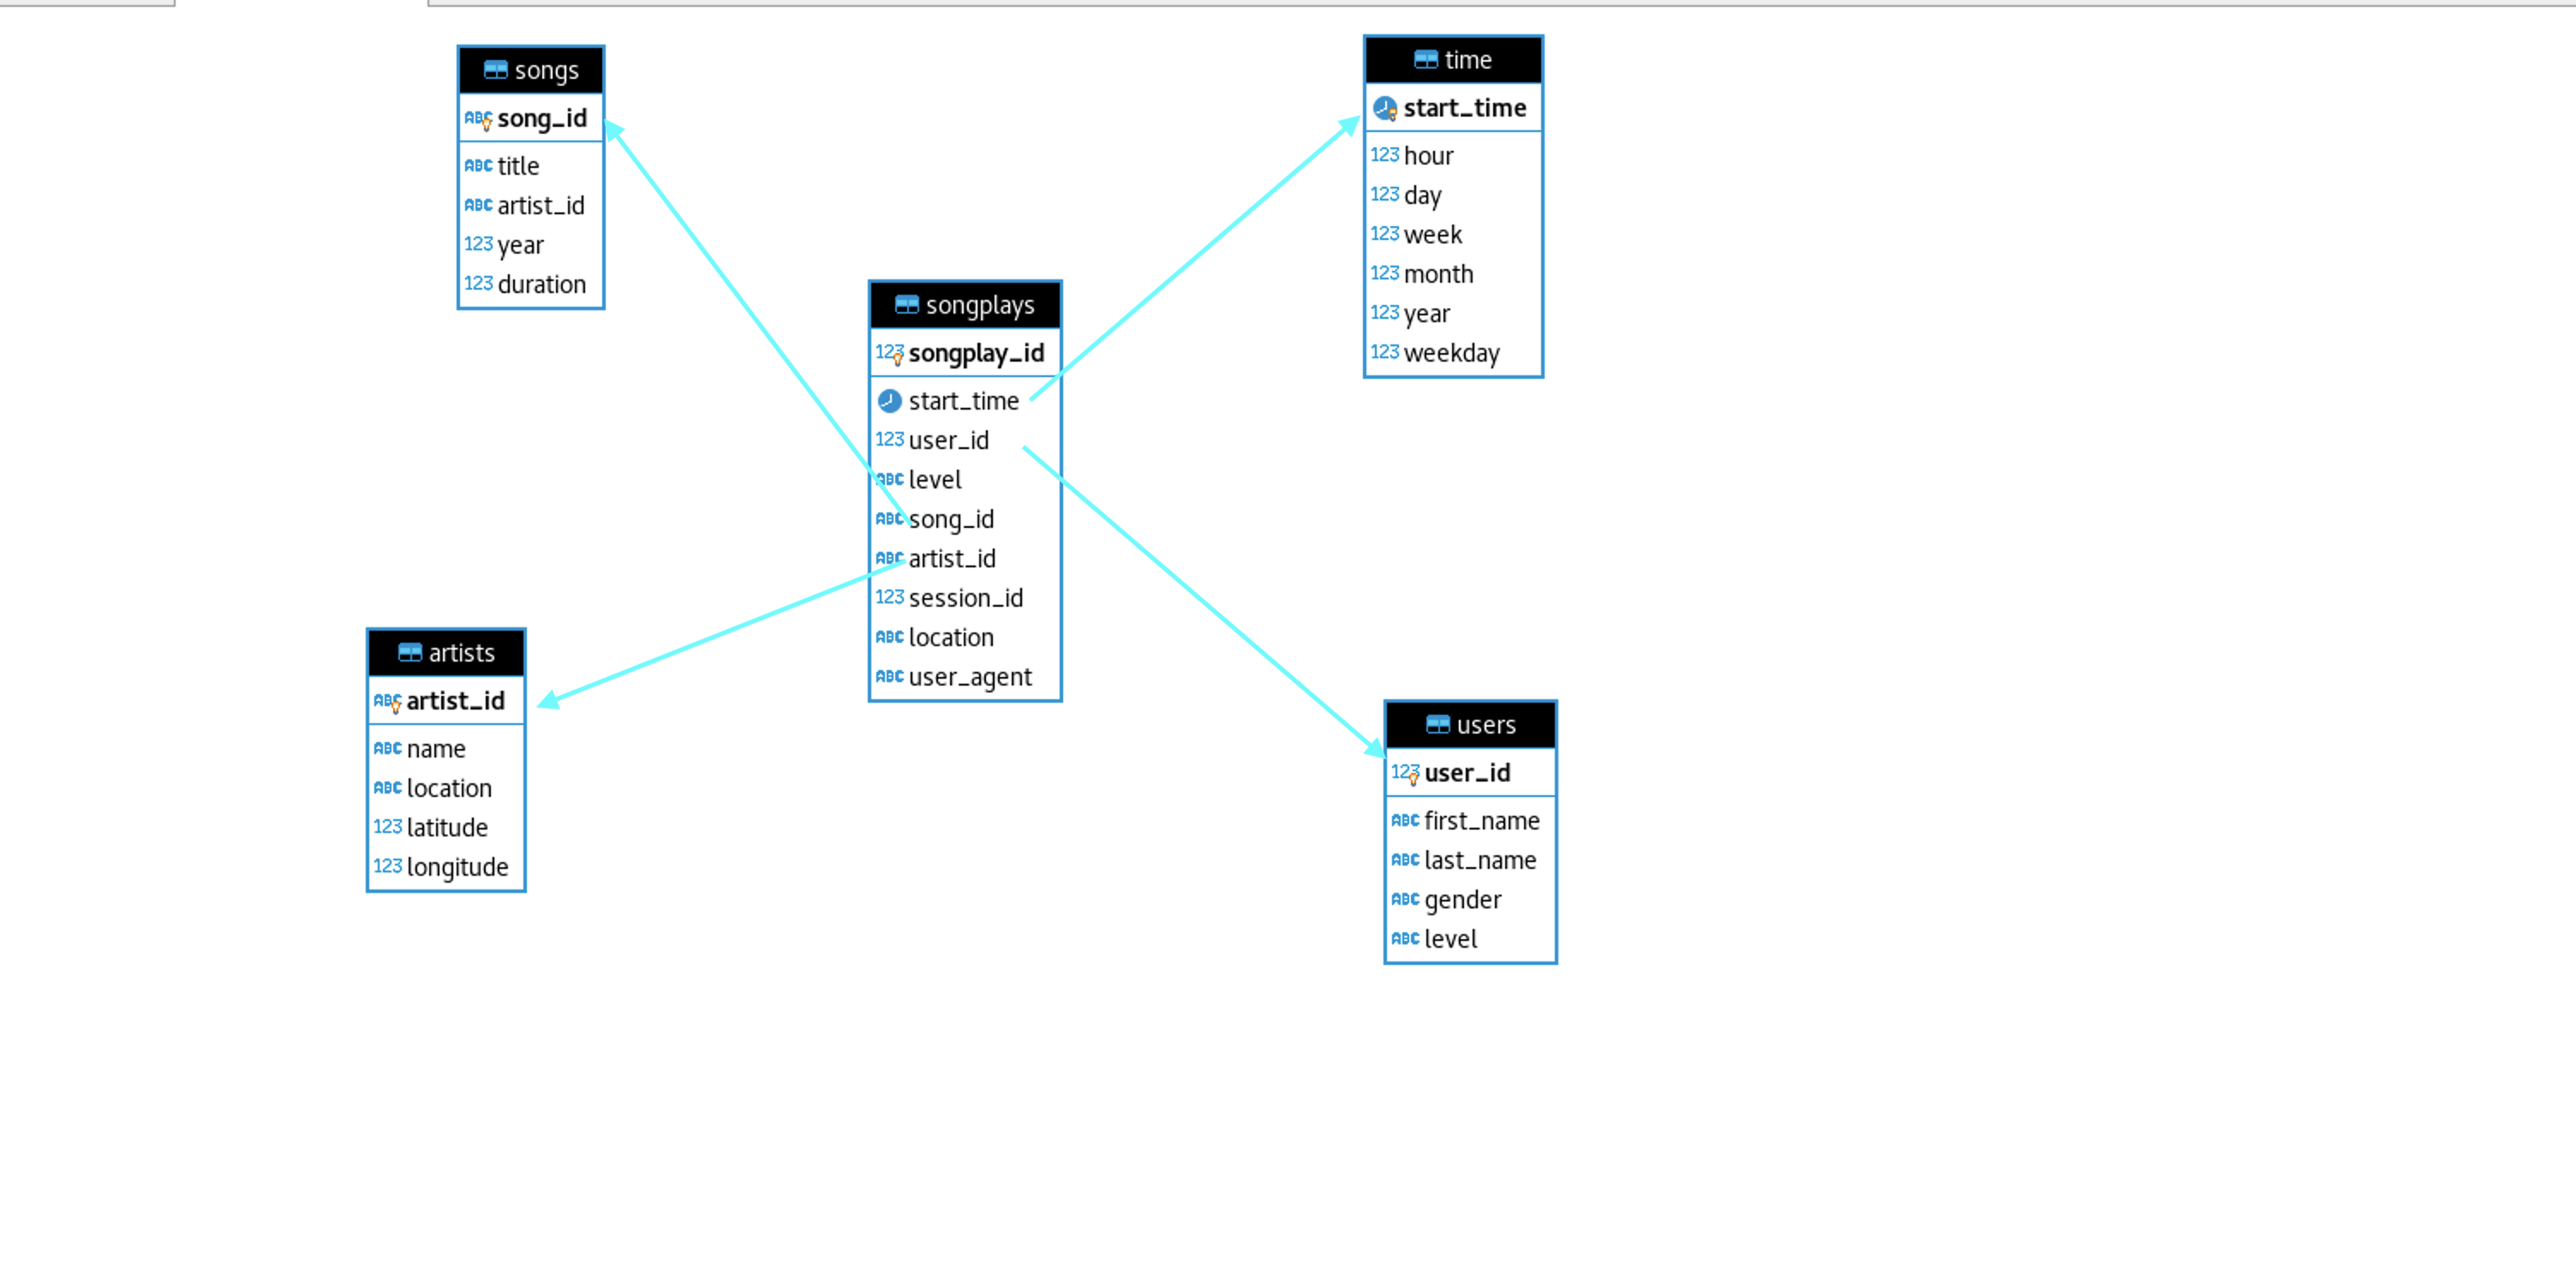 songs
ABC song_id
ABC title
ABC artist_id
123 year
123 duration
time
start_time
123 hour
123 day
123 week
123 month
123 year
123 weekday
songplays
123 songplay_id
start_time
123 user_id
ABC level
ABC song_id
ABC artist_id
123 session_id
ABC location
ABC user_agent
artists
ABC artist_id
ABC name
ABC location
123 latitude
123 longitude
users
123 user_id
ABC first_name
ABC last_name
ABC gender
ABC level